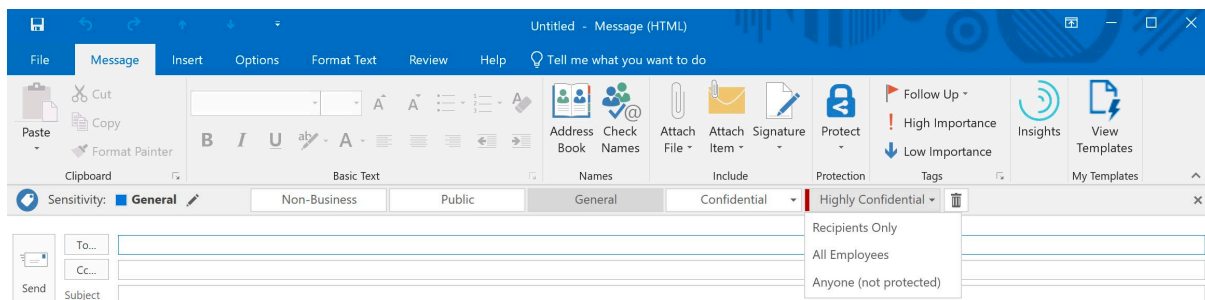 Untitled - Message (HTML)
File Message Insert Options Format Text Review Help Tell me what you want to do
Paste
Cut
Copy
Format Painter
Clipboard
B I U ab A
A A
Basic Text
Address Book
Check Names
Names
Attach File
Attach Item
Signature
Include
Protect
Protection
Follow Up
High Importance
Low Importance
Tags
Insights
View Templates
My Templates
Sensitivity: General Non-Business Public General Confidential Highly Confidential
Recipients Only
All Employees
Anyone (not protected)
Send
To...
Cc...
Subject